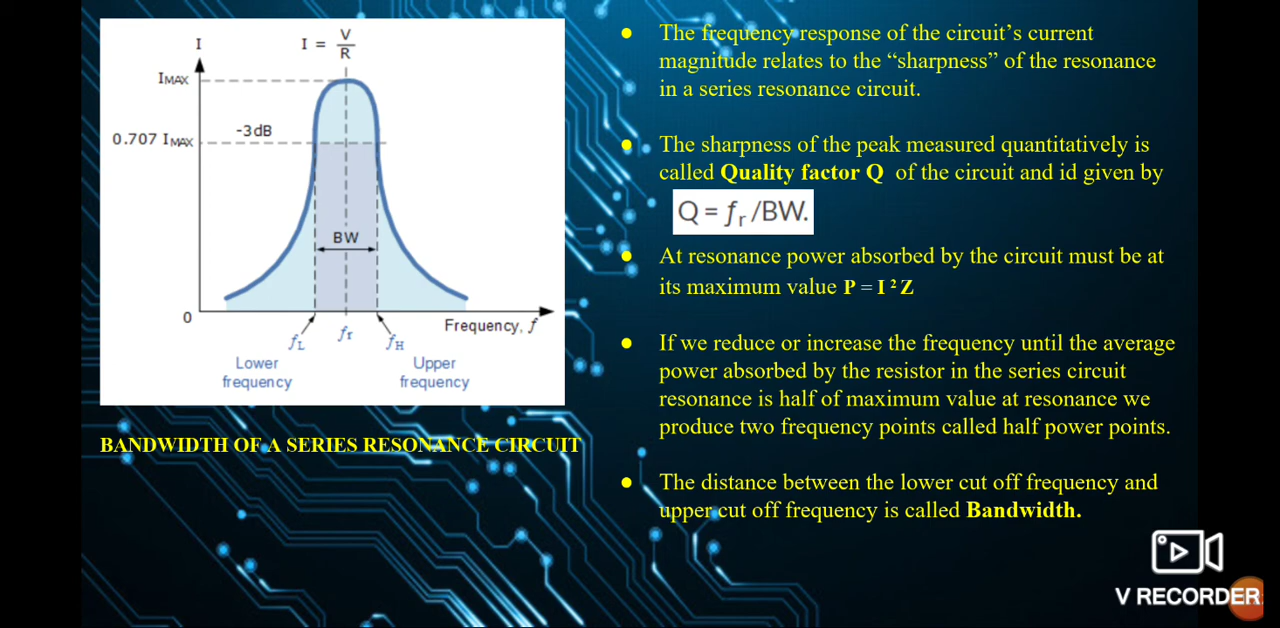 I
I = V
R
IMAX
0.707 IMAX
-3dB
BW
0
Frequency, f
fL
fr
fH
Lower
frequency
Upper
frequency
BANDWIDTH OF A SERIES RESONANCE CIRCUIT
The frequency response of the circuit’s current
magnitude relates to the “sharpness” of the resonance
in a series resonance circuit.
The sharpness of the peak measured quantitatively is
called Quality factor Q of the circuit and id given by
Q = fr /BW.
At resonance power absorbed by the circuit must be at
its maximum value P = I ² Z
If we reduce or increase the frequency until the average
power absorbed by the resistor in the series circuit
resonance is half of maximum value at resonance we
produce two frequency points called half power points.
The distance between the lower cut off frequency and
upper cut off frequency is called Bandwidth.
V RECORDER